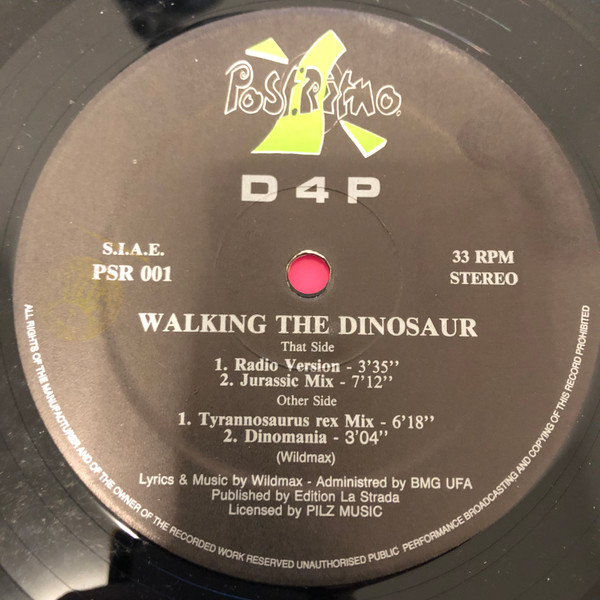 PosiTitmo.
D4P
S.I.A.E.
PSR 001
33 RPM
STEREO
WALKING THE DINOSAUR
That Side
1. Radio Version - 3'35''
2. Jurassic Mix - 7'12''
Other Side
1. Tyrannosaurus rex Mix - 6'18''
2. Dinomania - 3'04''
(Wildmax)
Lyrics & Music by Wildmax - Administred by BMG UFA
Published by Edition La Strada
Licensed by PILZ MUSIC
ALL RIGHTS OF THE MANUFACTURER AND OF THE OWNER OF THE RECORDED WORK RESERVED UNAUTHORISED PUBLIC PERFORMANCE BROADCASTING AND COPYING OF THIS RECORD PROHIBITED